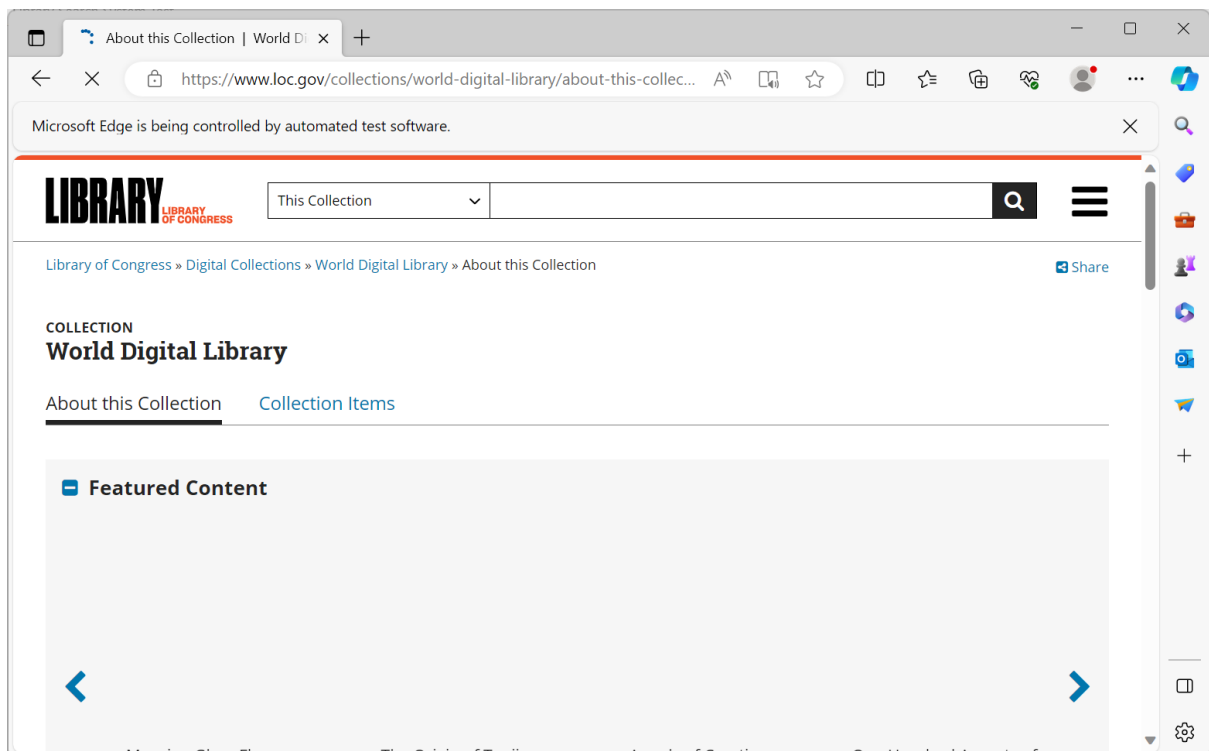 About this Collection | World Di
https://www.loc.gov/collections/world-digital-library/about-this-collec...
Microsoft Edge is being controlled by automated test software.
LIBRARY
LIBRARY
OF CONGRESS
This Collection
Library of Congress » Digital Collections » World Digital Library » About this Collection
Share
COLLECTION
World Digital Library
About this Collection
Collection Items
Featured Content